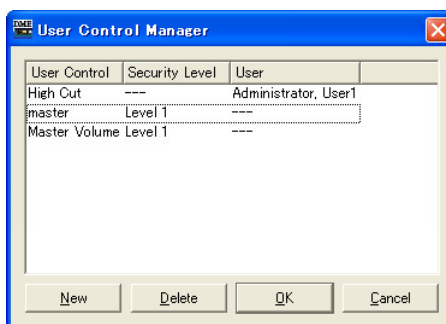 DME User Control Manager
User Control Security Level User
High Cut --- Administrator, User1
master Level 1 ---
Master Volume Level 1 ---
New Delete OK Cancel